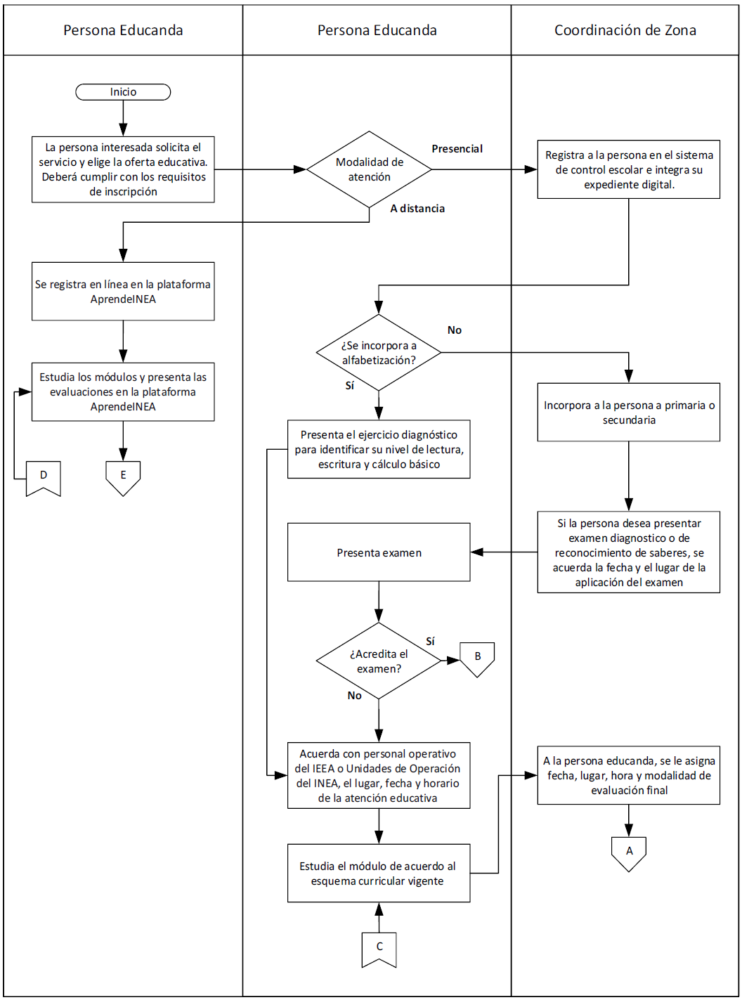 Persona Educanda
Persona Educanda
Coordinación de Zona
Inicio
La persona interesada solicita el
servicio y elige la oferta educativa.
Deberá cumplir con los requisitos
de inscripción
Modalidad de
atención
Presencial
A distancia
Registra a la persona en el sistema
de control escolar e integra su
expediente digital.
Se registra en línea en la plataforma
AprendeINEA
¿Se incorpora a
alfabetización?
No
Sí
Estudia los módulos y presenta las
evaluaciones en la plataforma
AprendeINEA
Incorpora a la persona a primaria o
secundaria
Presenta el ejercicio diagnóstico
para identificar su nivel de lectura,
escritura y cálculo básico
D
E
Si la persona desea presentar
examen diagnostico o de
reconocimiento de saberes, se
acuerda la fecha y el lugar de la
aplicación del examen
Presenta examen
¿Acredita el
examen?
Sí
B
No
Acuerda con personal operativo
del IEEA o Unidades de Operación
del INEA, el lugar, fecha y horario
de la atención educativa
A la persona educanda, se le asigna
fecha, lugar, hora y modalidad de
evaluación final
A
Estudia el módulo de acuerdo al
esquema curricular vigente
C